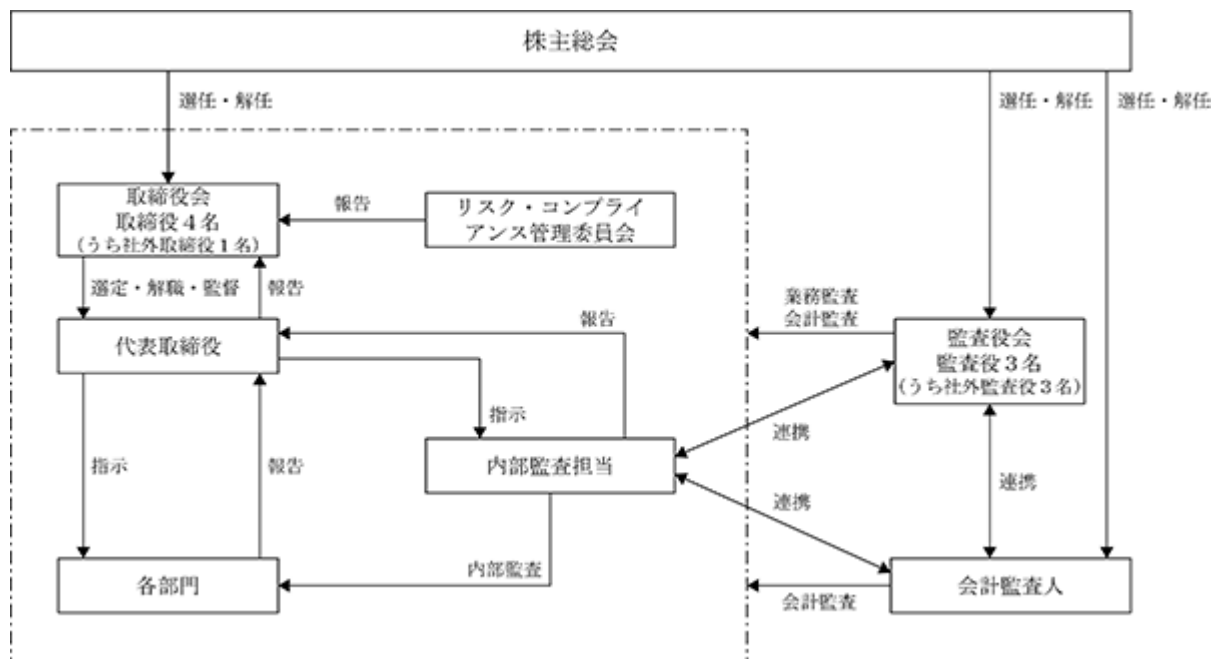 株主総会
選任・解任
選任・解任
選任・解任
取締役会
取締役４名
(うち社外取締役１名)
報告
リスク・コンプライ
アンス管理委員会
選定・解職・監督
報告
業務監査
会計監査
報告
代表取締役
監査役会
監査役３名
(うち社外監査役３名)
指示
連携
指示
報告
内部監査担当
連携
連携
内部監査
各部門
会計監査
会計監査人